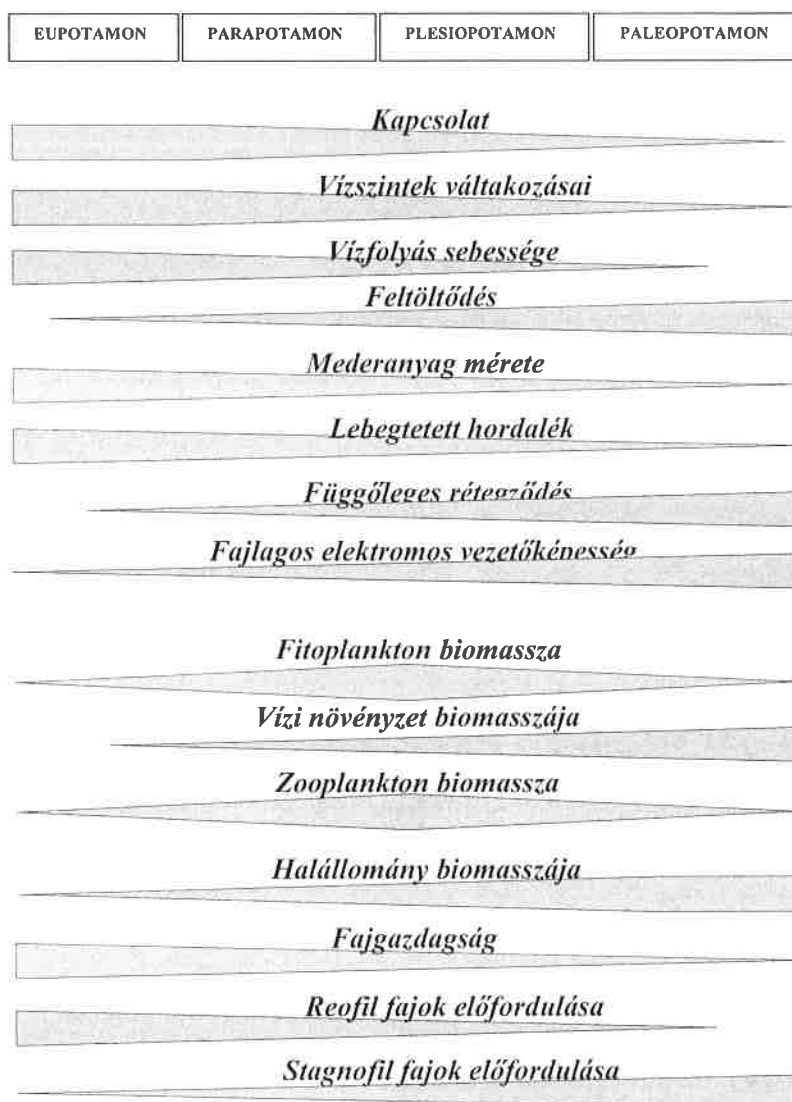 EUPOTAMON PARAPOTAMON PLESIOPOTAMON PALEOPOTAMON
Kapcsolat
Vízszintek váltakozásai
Vízfolyás sebessége
Feltöltődés
Mederanyag mérete
Lebegtetett hordalék
Függőleges rétegződés
Fajlagos elektromos vezetőképesség
Fitoplankton biomassza
Vízi növényzet biomasszája
Zooplankton biomassza
Halállomány biomasszája
Fajgazdagság
Reofil fajok előfordulása
Stagnofil fajok előfordulása